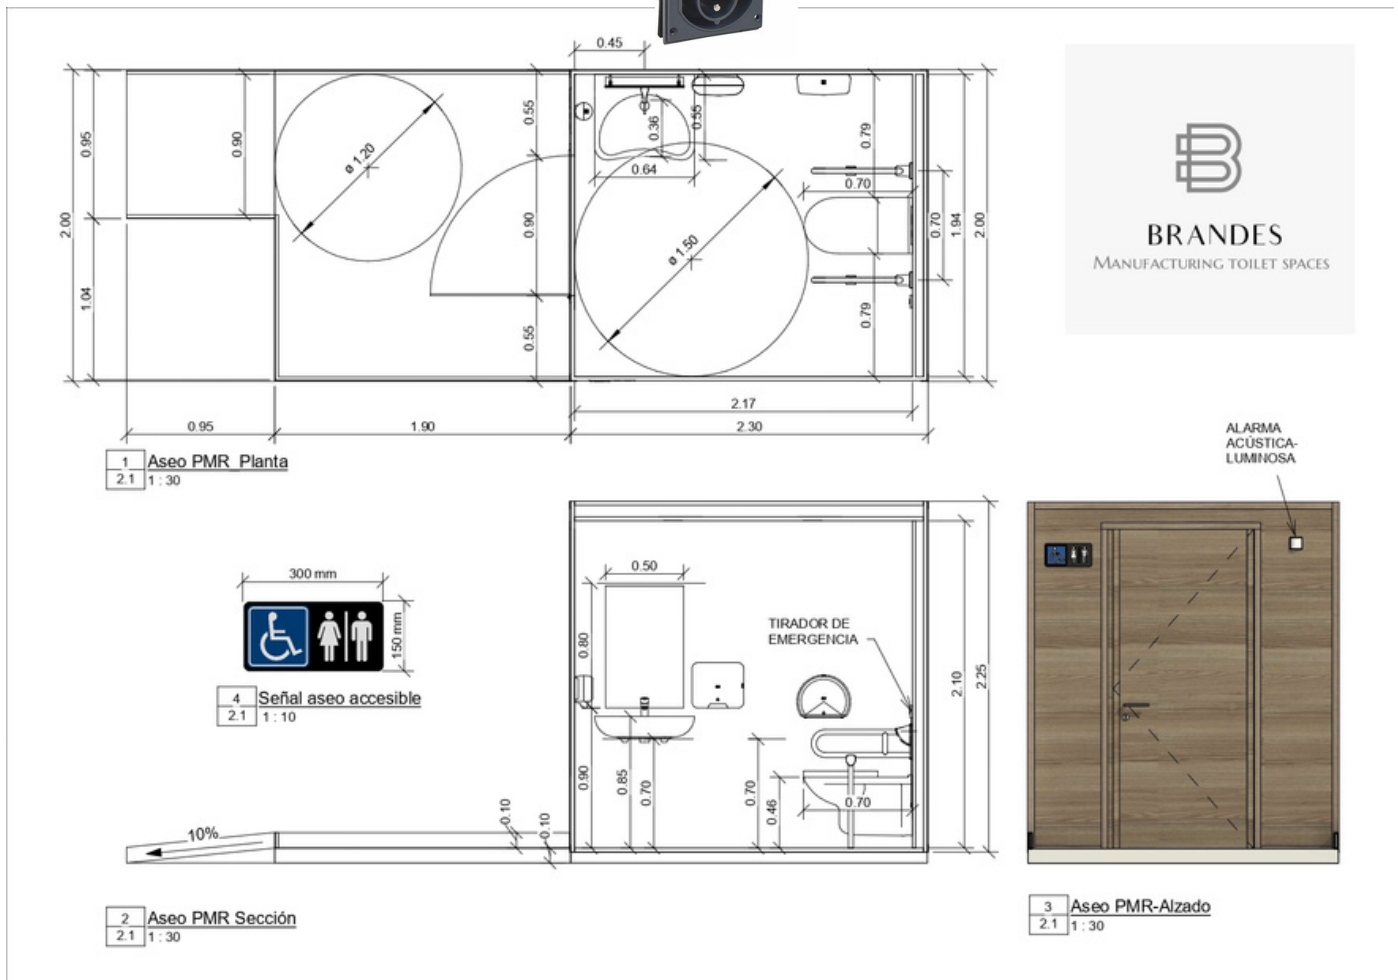 0.45
0.95
0.90
ø 1.20
0.55
0.36
0.55
0.64
0.79
0.70
2.00
0.90
ø 1.50
0.70
1.94
2.00
1.04
0.55
0.79
2.17
0.95
1.90
2.30
BRANDES
MANUFACTURING TOILET SPACES
1
2.1
Aseo PMR Planta
1 : 30
ALARMA
ACÚSTICA-
LUMINOSA
300 mm
150 mm
4
2.1
Señal aseo accesible
1 : 10
0.50
0.80
TIRADOR DE
EMERGENCIA
2.10
2.25
0.90
0.85
0.70
0.70
0.46
0.70
10%
0.10
0.10
2
2.1
Aseo PMR Sección
1 : 30
3
2.1
Aseo PMR-Alzado
1 : 30